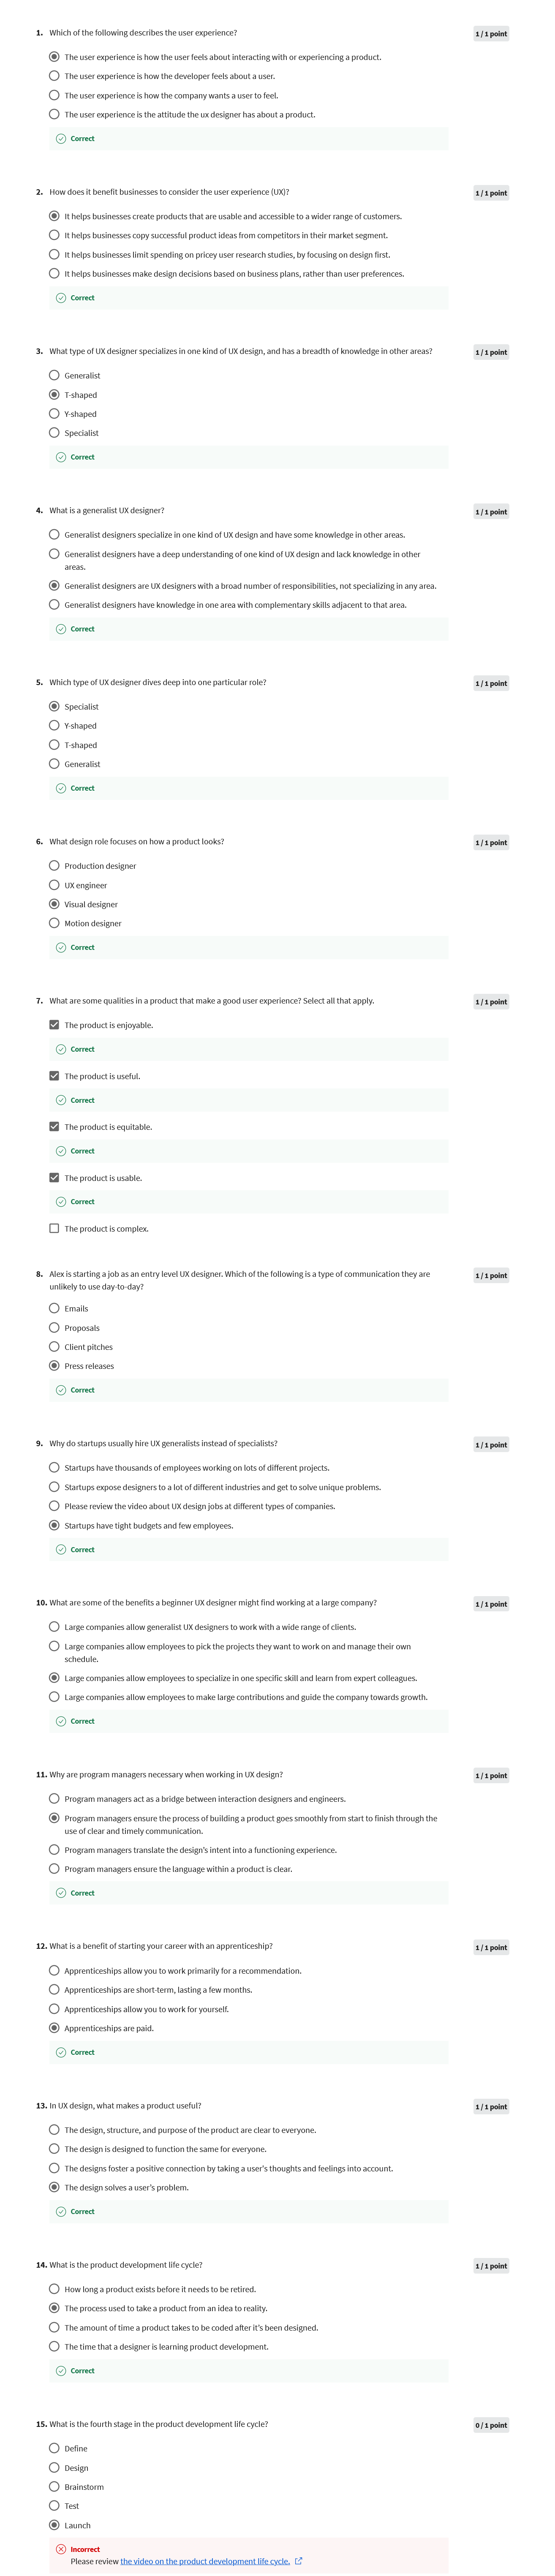 1. Which of the following describes the user experience?
1 / 1 point
The user experience is how the user feels about interacting with or experiencing a product.
The user experience is how the developer feels about a user.
The user experience is how the company wants a user to feel.
The user experience is the attitude the ux designer has about a product.
Correct
2. How does it benefit businesses to consider the user experience (UX)?
1 / 1 point
It helps businesses create products that are usable and accessible to a wider range of customers.
It helps businesses copy successful product ideas from competitors in their market segment.
It helps businesses limit spending on pricey user research studies, by focusing on design first.
It helps businesses make design decisions based on business plans, rather than user preferences.
Correct
3. What type of UX designer specializes in one kind of UX design, and has a breadth of knowledge in other areas?
1 / 1 point
Generalist
T-shaped
Y-shaped
Specialist
Correct
4. What is a generalist UX designer?
1 / 1 point
Generalist designers specialize in one kind of UX design and have some knowledge in other areas.
Generalist designers have a deep understanding of one kind of UX design and lack knowledge in other
areas.
Generalist designers are UX designers with a broad number of responsibilities, not specializing in any area.
Generalist designers have knowledge in one area with complementary skills adjacent to that area.
Correct
5. Which type of UX designer dives deep into one particular role?
1 / 1 point
Specialist
Y-shaped
T-shaped
Generalist
Correct
6. What design role focuses on how a product looks?
1 / 1 point
Production designer
UX engineer
Visual designer
Motion designer
Correct
7. What are some qualities in a product that make a good user experience? Select all that apply.
1 / 1 point
The product is enjoyable.
Correct
The product is useful.
Correct
The product is equitable.
Correct
The product is usable.
Correct
The product is complex.
8. Alex is starting a job as an entry level UX designer. Which of the following is a type of communication they are
unlikely to use day-to-day?
1 / 1 point
Emails
Proposals
Client pitches
Press releases
Correct
9. Why do startups usually hire UX generalists instead of specialists?
1 / 1 point
Startups have thousands of employees working on lots of different projects.
Startups expose designers to a lot of different industries and get to solve unique problems.
Please review the video about UX design jobs at different types of companies.
Startups have tight budgets and few employees.
Correct
10. What are some of the benefits a beginner UX designer might find working at a large company?
1 / 1 point
Large companies allow generalist UX designers to work with a wide range of clients.
Large companies allow employees to pick the projects they want to work on and manage their own
schedule.
Large companies allow employees to specialize in one specific skill and learn from expert colleagues.
Large companies allow employees to make large contributions and guide the company towards growth.
Correct
11. Why are program managers necessary when working in UX design?
1 / 1 point
Program managers act as a bridge between interaction designers and engineers.
Program managers ensure the process of building a product goes smoothly from start to finish through the
use of clear and timely communication.
Program managers translate the design's intent into a functioning experience.
Program managers ensure the language within a product is clear.
Correct
12. What is a benefit of starting your career with an apprenticeship?
1 / 1 point
Apprenticeships allow you to work primarily for a recommendation.
Apprenticeships are short-term, lasting a few months.
Apprenticeships allow you to work for yourself.
Apprenticeships are paid.
Correct
13. In UX design, what makes a product useful?
1 / 1 point
The design, structure, and purpose of the product are clear to everyone.
The design is designed to function the same for everyone.
The designs foster a positive connection by taking a user's thoughts and feelings into account.
The design solves a user's problem.
Correct
14. What is the product development life cycle?
1 / 1 point
How long a product exists before it needs to be retired.
The process used to take a product from an idea to reality.
The amount of time a product takes to be coded after it's been designed.
The time that a designer is learning product development.
Correct
15. What is the fourth stage in the product development life cycle?
0 / 1 point
Define
Design
Brainstorm
Test
Launch
Incorrect
Please review the video on the product development life cycle.